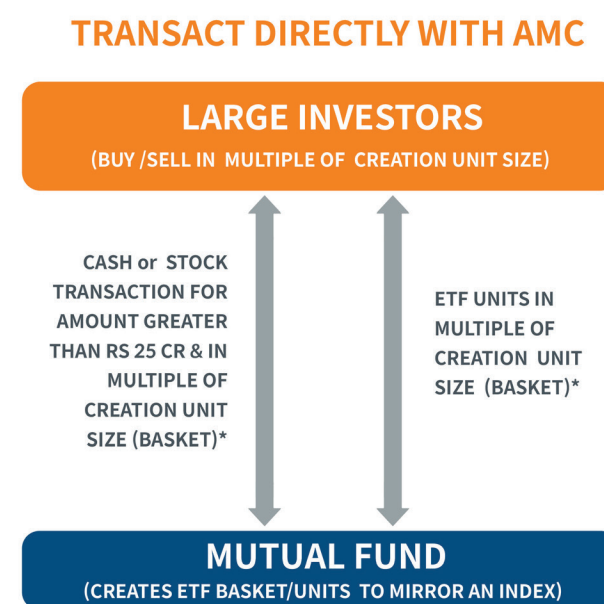 TRANSACT DIRECTLY WITH AMC
LARGE INVESTORS
(BUY /SELL IN MULTIPLE OF CREATION UNIT SIZE)
CASH or STOCK
TRANSACTION FOR
AMOUNT GREATER
THAN RS 25 CR & IN
MULTIPLE OF
CREATION UNIT
SIZE (BASKET)*
ETF UNITS IN
MULTIPLE OF
CREATION UNIT
SIZE (BASKET)*
MUTUAL FUND
(CREATES ETF BASKET/UNITS TO MIRROR AN INDEX)